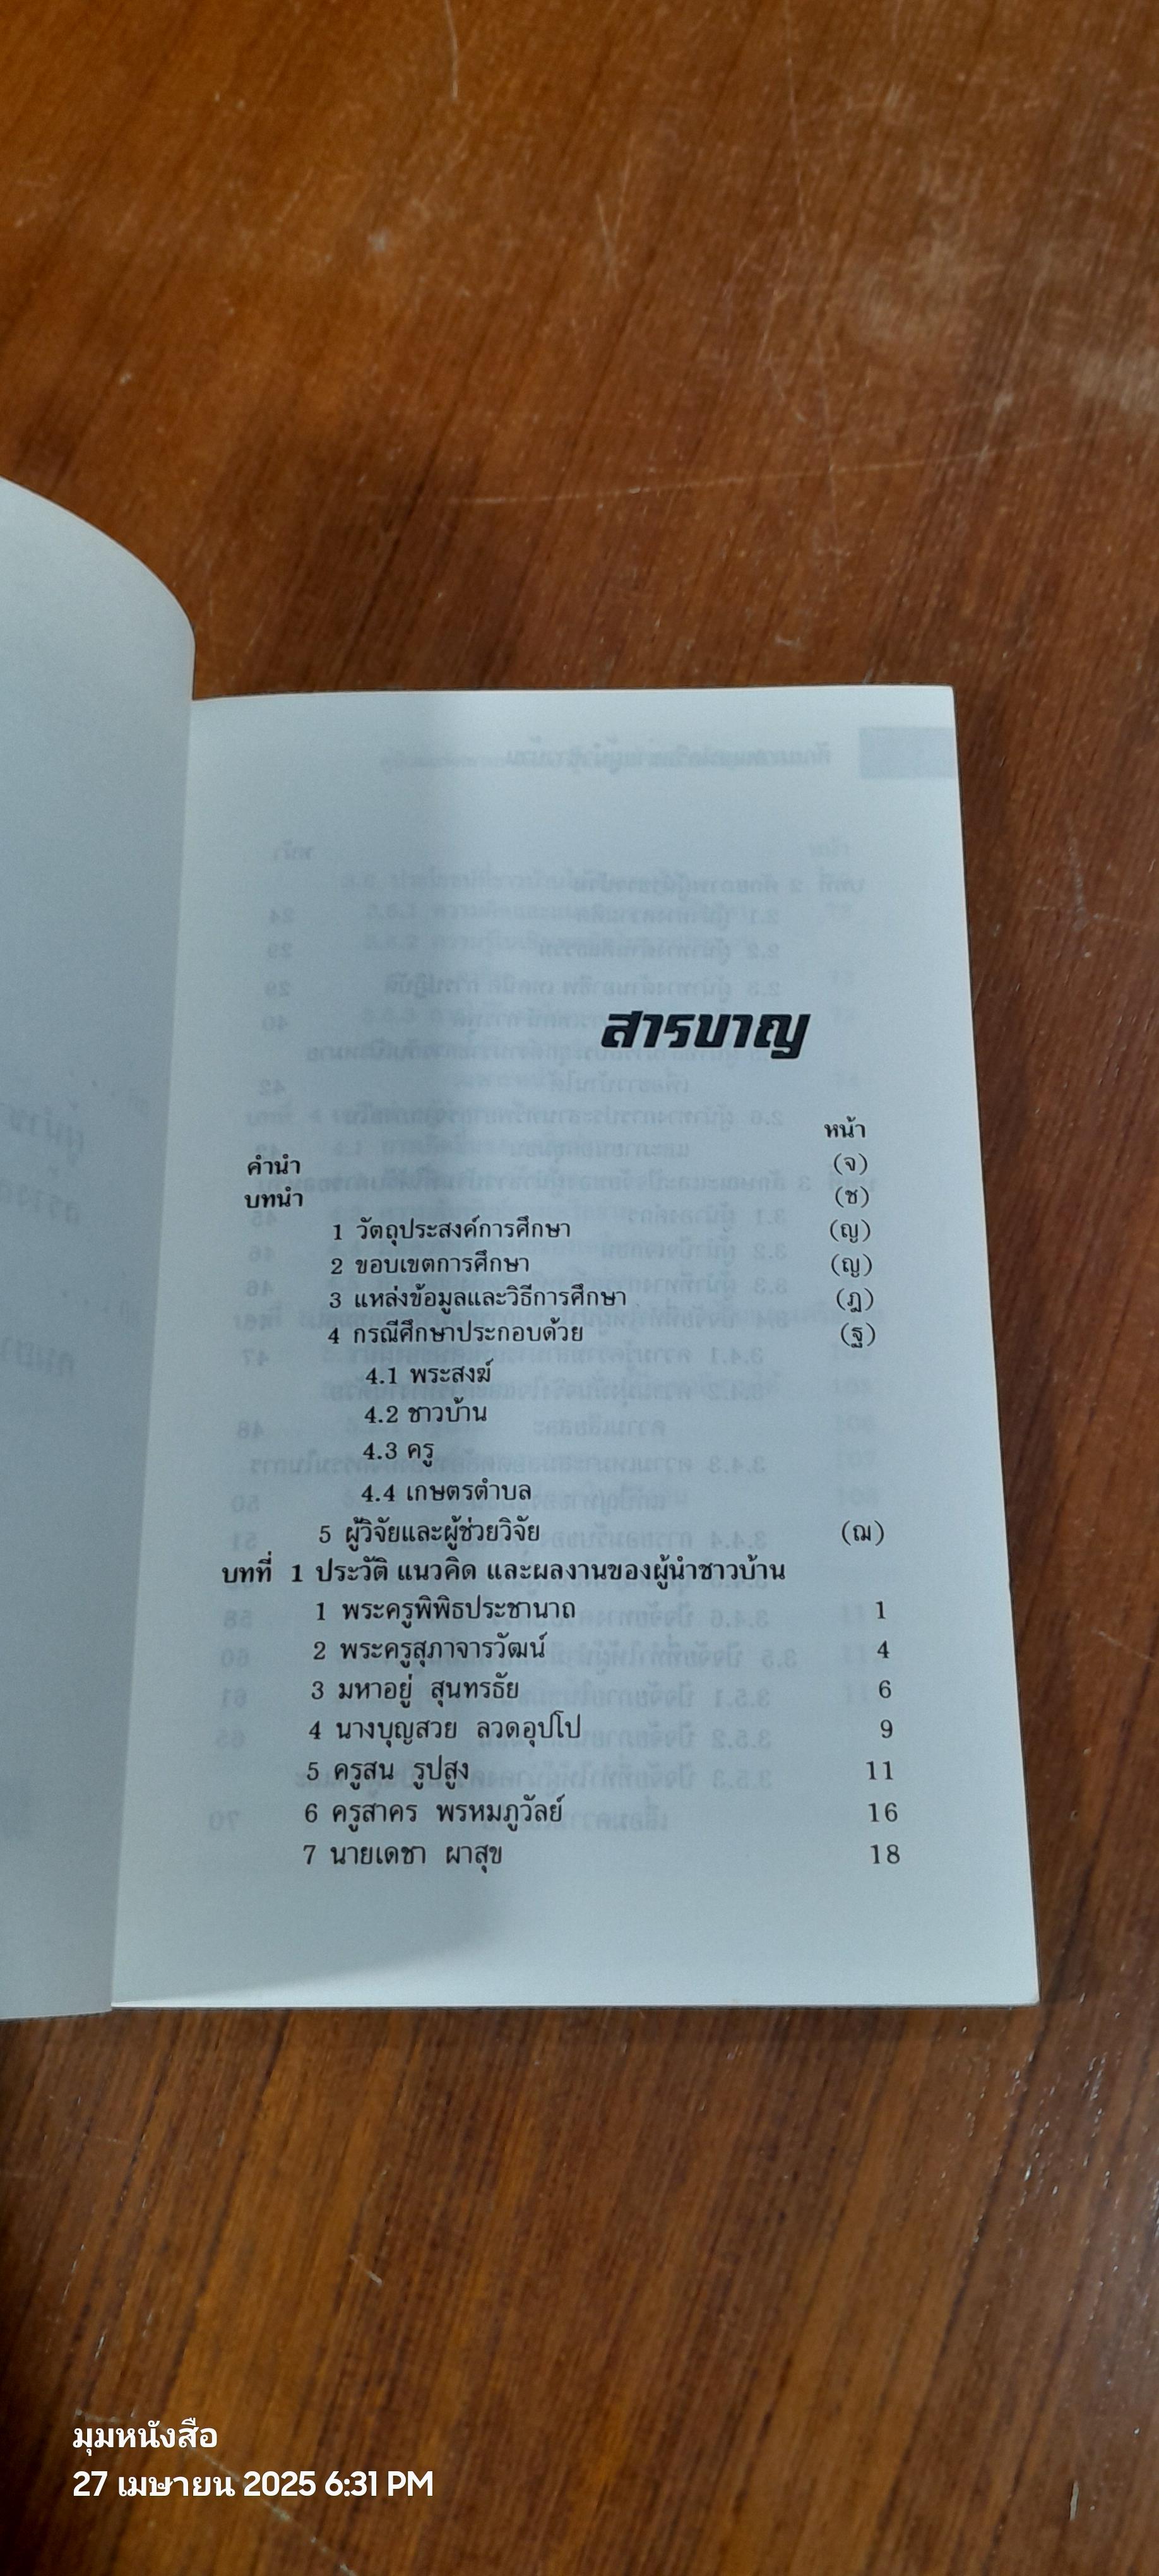 สารบาญ
หน้า
คำนำ (จ)
บทนำ (ช)
1 วัตถุประสงค์การศึกษา (ญ)
2 ขอบเขตการศึกษา (ญ)
3 แหล่งข้อมูลและวิธีการศึกษา (ฎ)
4 กรณีศึกษาประกอบด้วย (ฐ)
4.1 พระสงฆ์
4.2 ชาวบ้าน
4.3 ครู
4.4 เกษตรตำบล
5 ผู้วิจัยและผู้ช่วยวิจัย (ฌ)
บทที่ 1 ประวัติ แนวคิด และผลงานของผู้นำชาวบ้าน
1 พระครูพิพิธประชานาถ 1
2 พระครูสุภาจารวัฒน์ 4
3 มหาอยู่ สุนทรธัย 6
4 นางบุญสวย ลวดอุปโป 9
5 ครูสน รูปสูง 11
6 ครูสาคร พรหมภูวัลย์ 16
7 นายเดชา ผาสุข 18
มุมหนังสือ
27 เมษายน 2025 6:31 PM